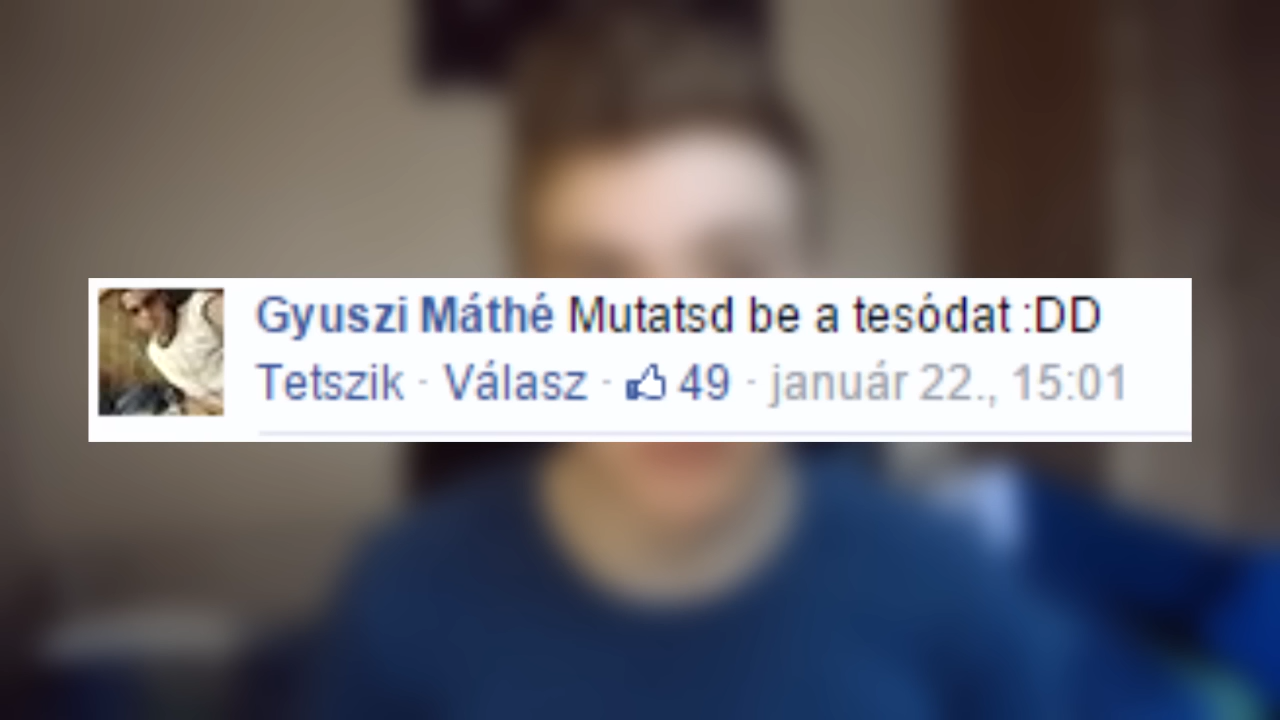 Gyuszi Máthé Mutatsd be a tesódat :DD
Tetszik · Válasz · 49 · január 22., 15:01